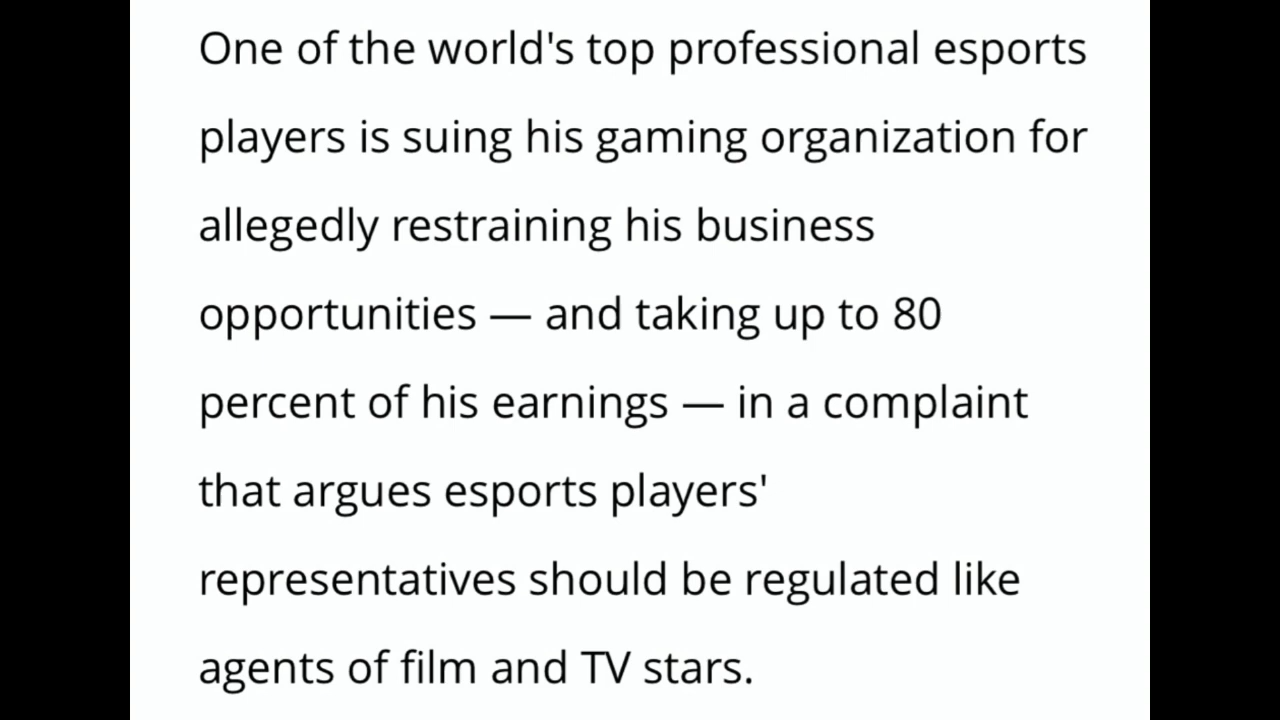 One of the world's top professional esports
players is suing his gaming organization for
allegedly restraining his business
opportunities — and taking up to 80
percent of his earnings — in a complaint
that argues esports players'
representatives should be regulated like
agents of film and TV stars.